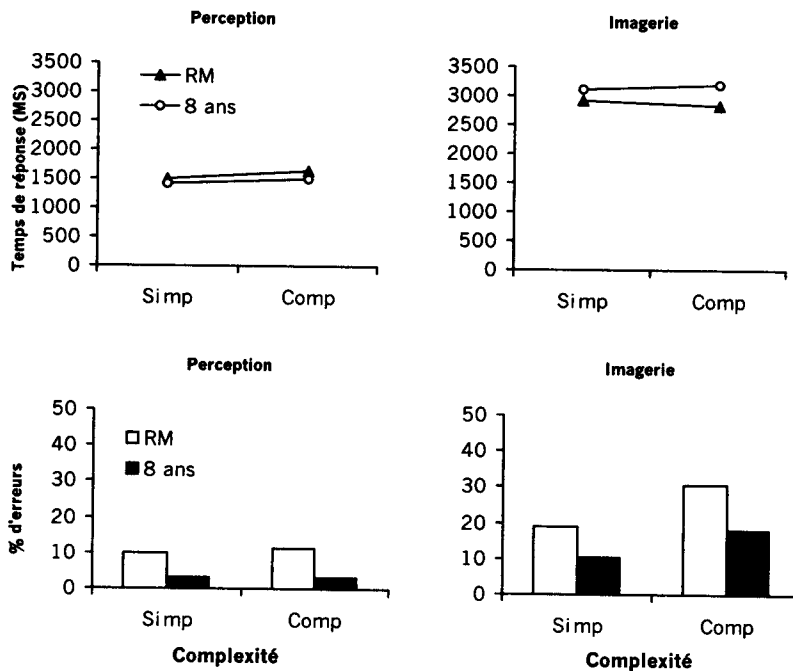 Perception
Temps de réponse (MS)
3500
3000
2500
2000
1500
1000
500
0
RM
8 ans
Simp
Comp
Imagerie
3500
3000
2500
2000
1500
1000
500
0
Simp
Comp
Perception
% d'erreurs
50
40
30
20
10
0
RM
8 ans
Simp
Comp
Complexité
Imagerie
50
40
30
20
10
0
Simp
Comp
Complexité